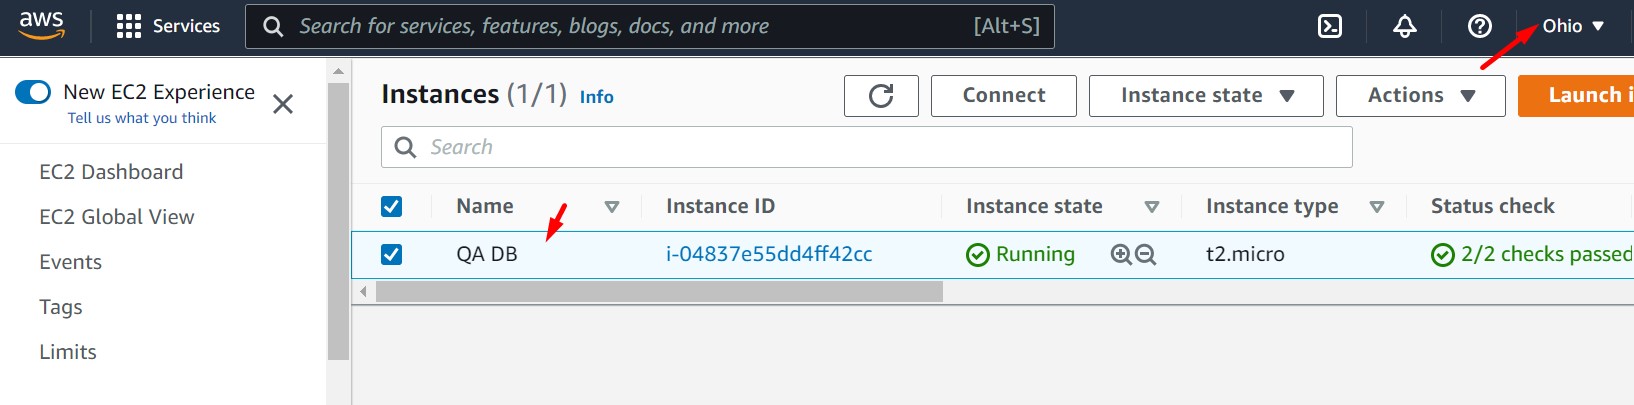 aws
Services
Search for services, features, blogs, docs, and more
[Alt+S]
Ohio
New EC2 Experience
Tell us what you think
EC2 Dashboard
EC2 Global View
Events
Tags
Limits
Instances (1/1) Info
Connect
Instance state
Actions
Launch i
Search
Name Instance ID Instance state Instance type Status check
QA DB i-04837e55dd4ff42cc Running t2.micro 2/2 checks passed